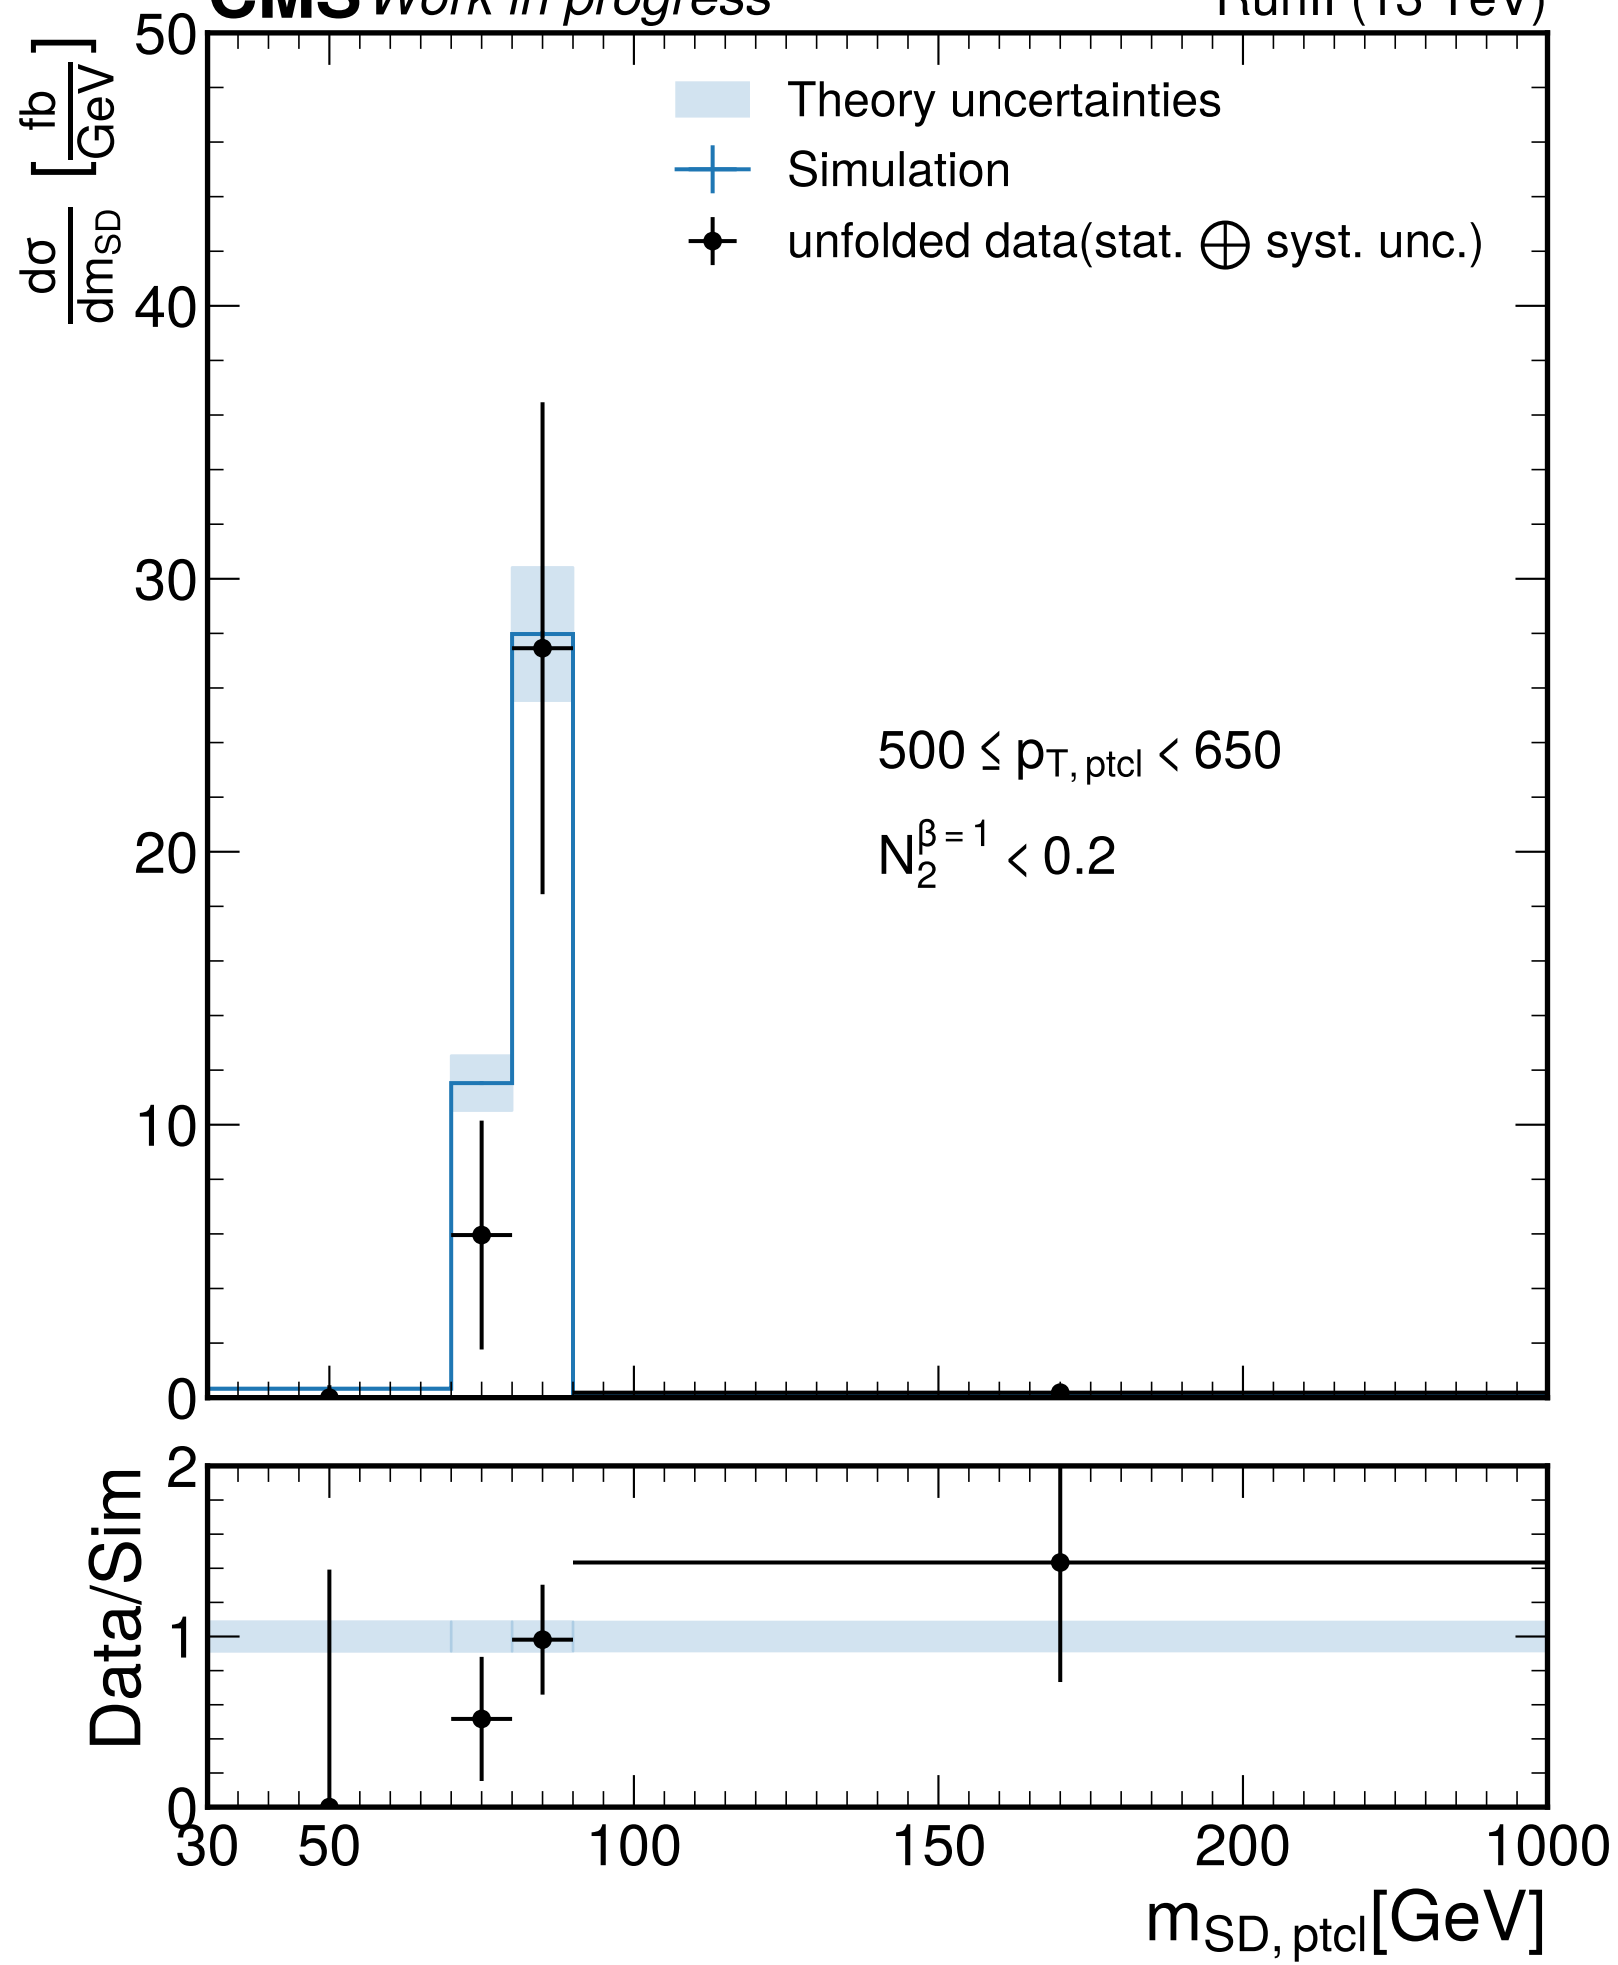 CMS Work in progress
RunII (13 TeV)
dσ/dm_SD [fb/GeV]
50
40
30
20
10
0
Theory uncertainties
Simulation
unfolded data(stat. ⊕ syst. unc.)
500 ≤ p_T, ptcl < 650
N_2^β = 1 < 0.2
Data/Sim
2
1
0
30 50 100 150 200 1000
m_SD, ptcl[GeV]